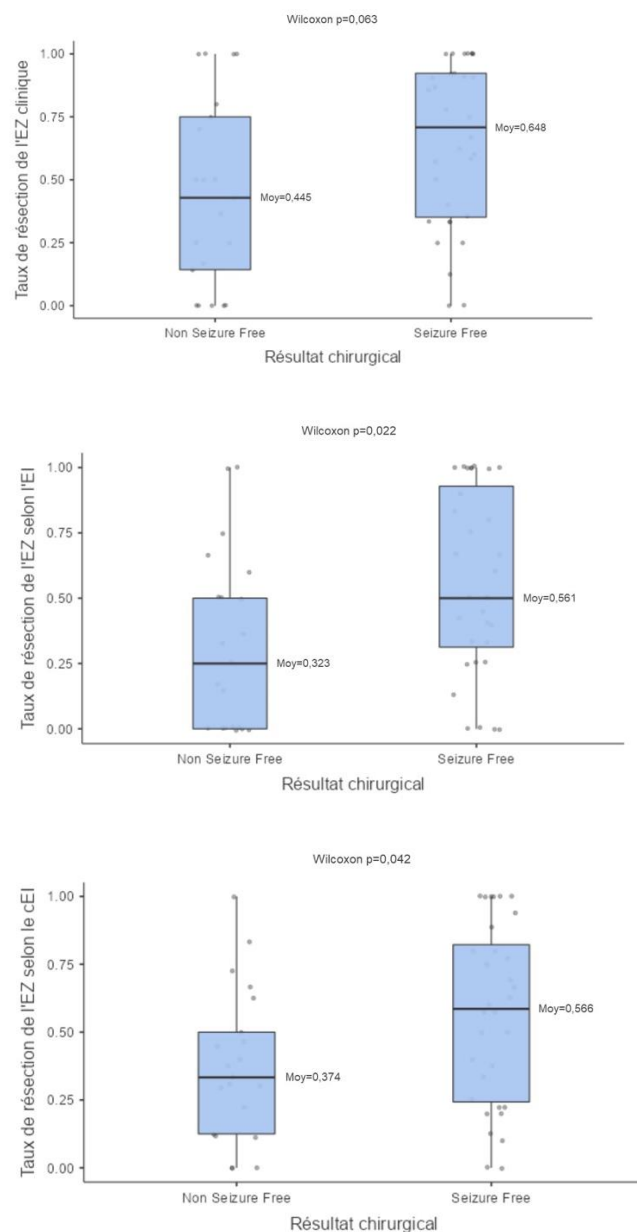 Wilcoxon p=0,063
Taux de résection de l'EZ clinique
1.00
0.75
0.50
0.25
0.00
Moy=0,445
Moy=0,648
Non Seizure Free
Seizure Free
Résultat chirurgical
Wilcoxon p=0,022
Taux de résection de l'EZ selon l'EI
1.00
0.75
0.50
0.25
0.00
Moy=0,323
Moy=0,561
Non Seizure Free
Seizure Free
Résultat chirurgical
Wilcoxon p=0,042
Taux de résection de l'EZ selon le cEI
1.00
0.75
0.50
0.25
0.00
Moy=0,374
Moy=0,566
Non Seizure Free
Seizure Free
Résultat chirurgical